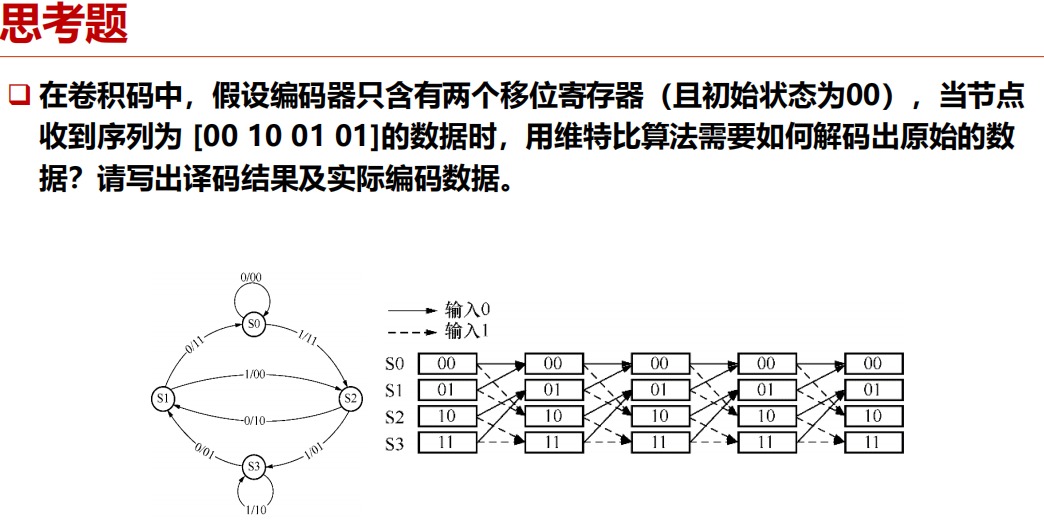 思考题
在卷积码中，假设编码器只含有两个移位寄存器（且初始状态为00），当节点
收到序列为 [00 10 01 01]的数据时，用维特比算法需要如何解码出原始的数
据？请写出译码结果及实际编码数据。
0/00
S0
0/11
1/11
1/00
S1
S2
0/10
0/01
1/01
S3
1/10
输入0
输入1
S0 00 00 00 00 00
S1 01 01 01 01 01
S2 10 10 10 10 10
S3 11 11 11 11 11